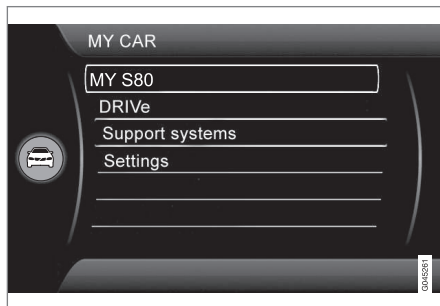 MY CAR
MY S80
DRIVe
Support systems
Settings
G045261